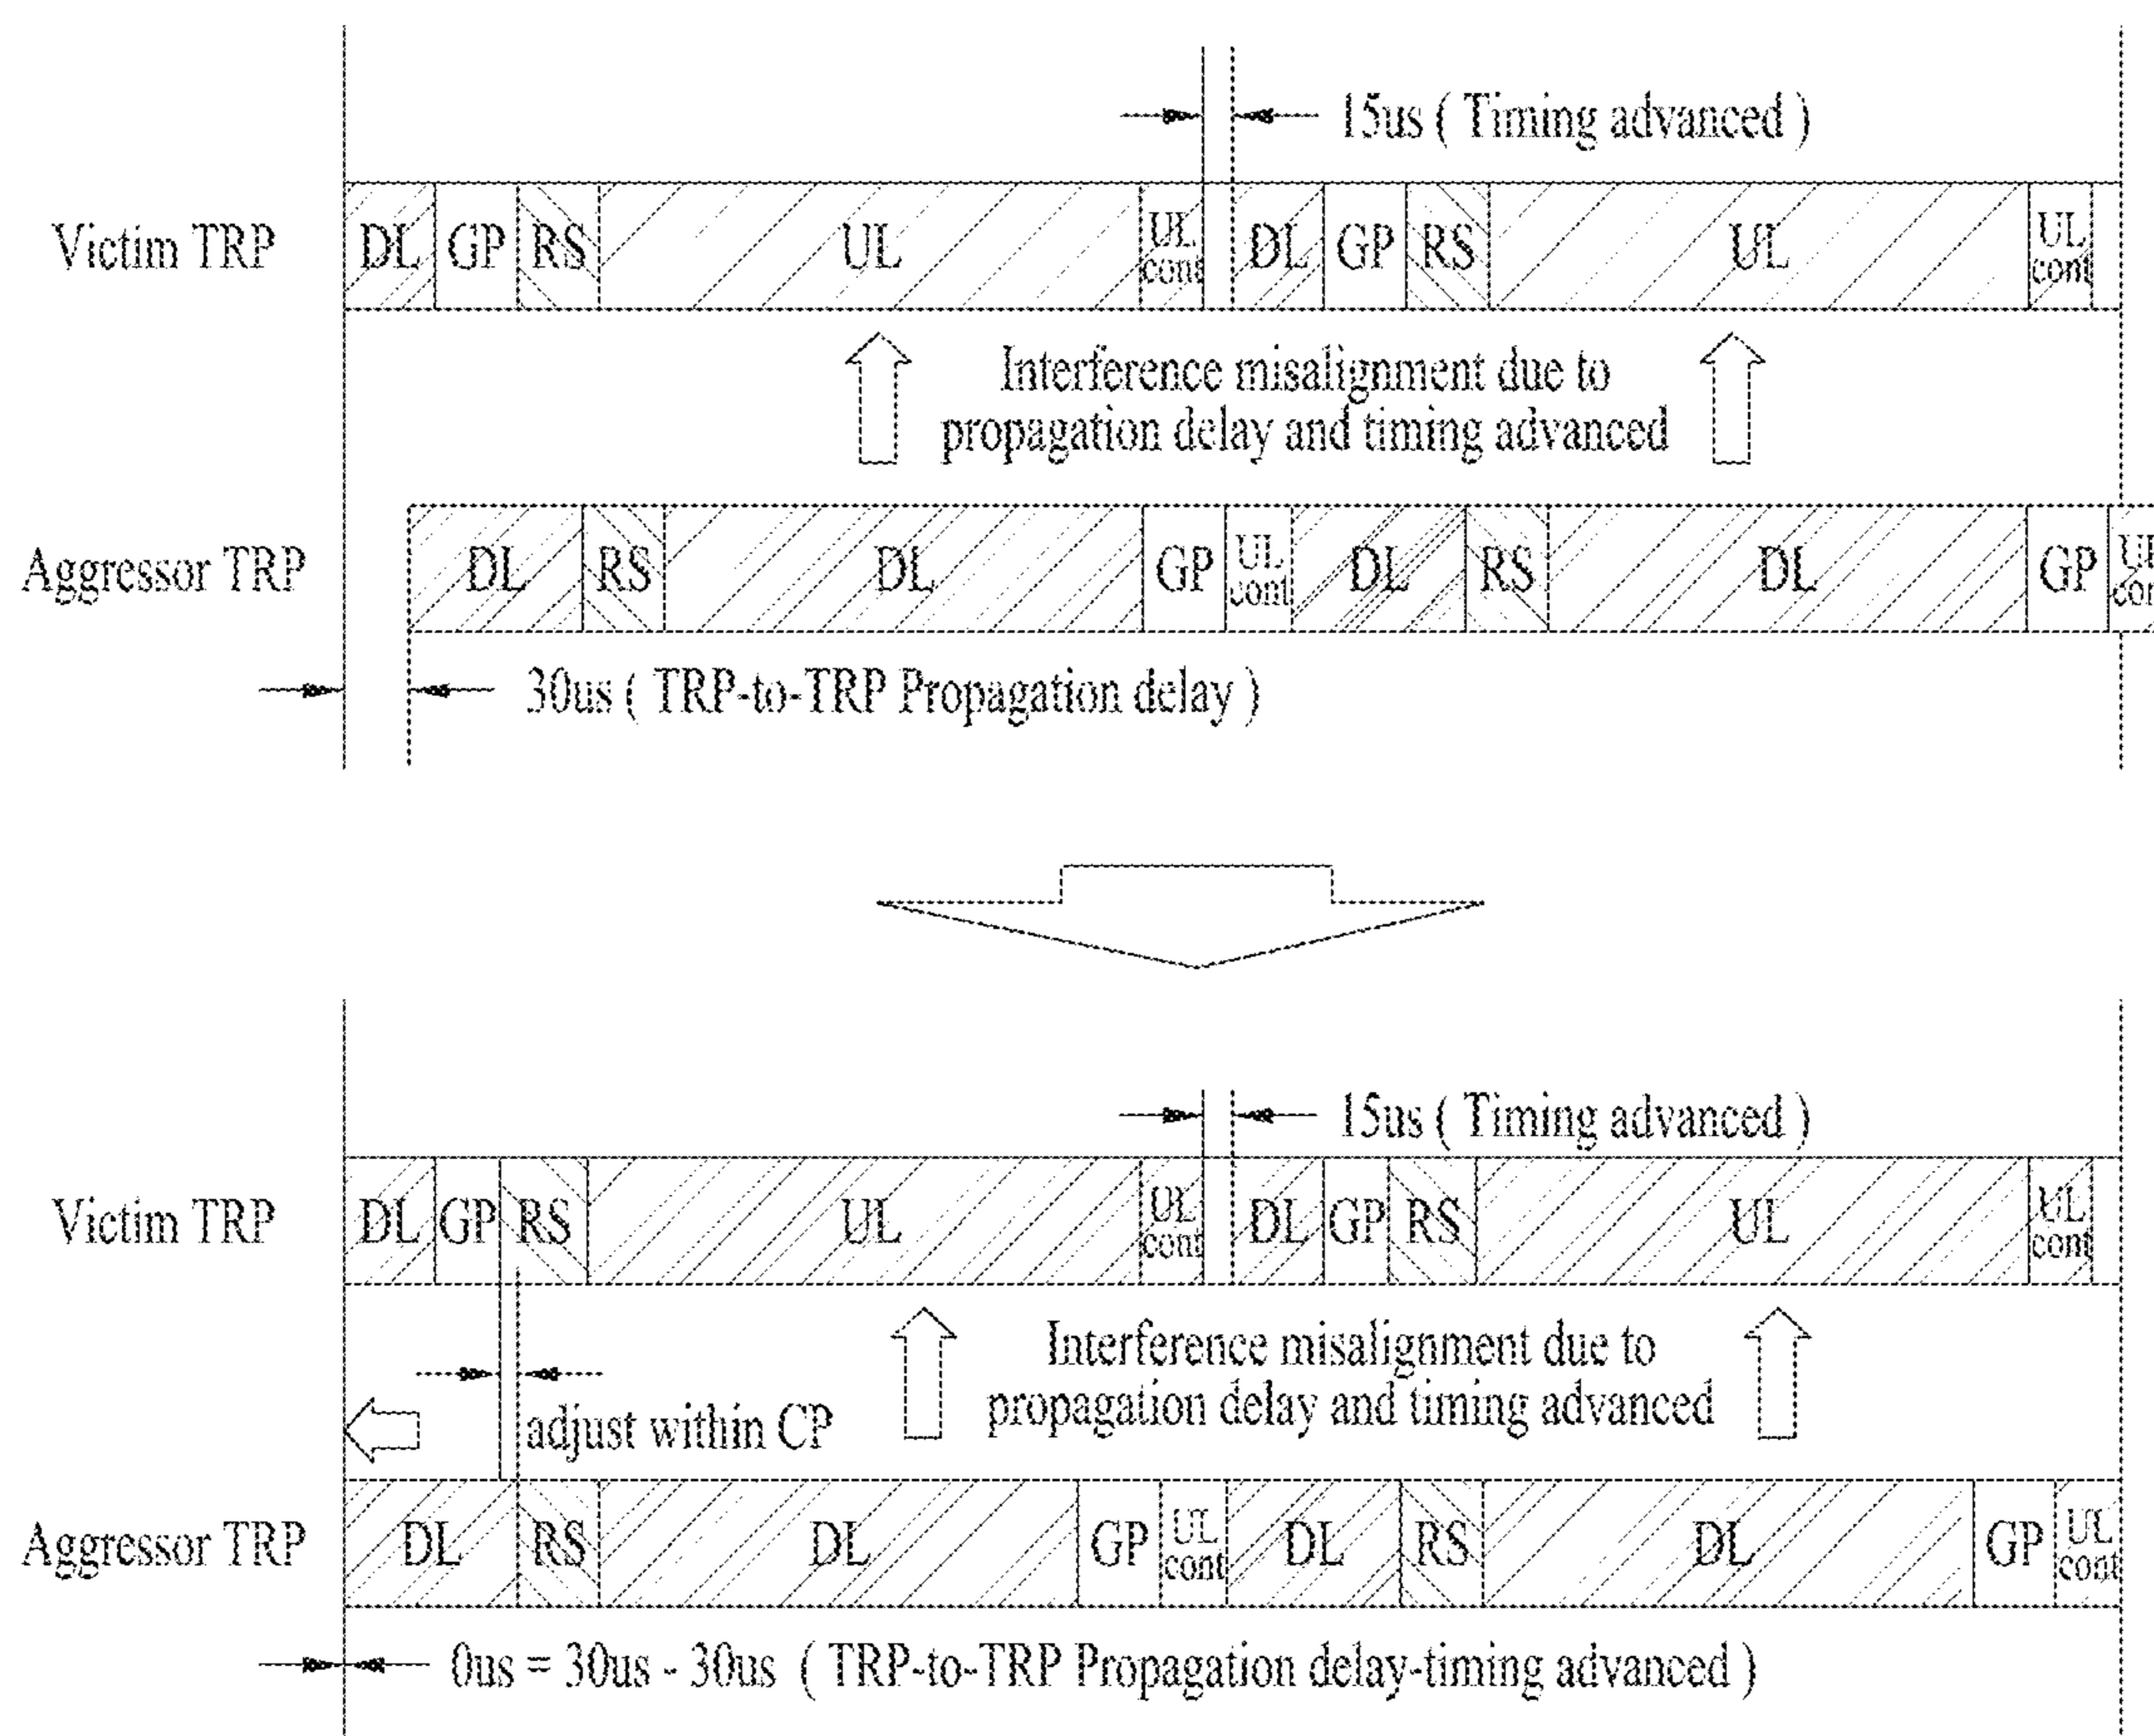 15us ( Timing advanced )
Victim TRP
DL GP RS UL UL cont DL GP RS UL UL cont
Interference misalignment due to
propagation delay and timing advanced
Aggressor TRP
DL RS DL GP UL cont DL RS DL GP
30us ( TRP-to-TRP Propagation delay )
15us ( Timing advanced )
Victim TRP
DL GP RS UL UL cont DL GP RS UL UL cont
Interference misalignment due to
propagation delay and timing advanced
adjust within CP
Aggressor TRP
DL RS DL GP UL cont DL RS DL GP UL cont
0us = 30us - 30us ( TRP-to-TRP Propagation delay-timing advanced )